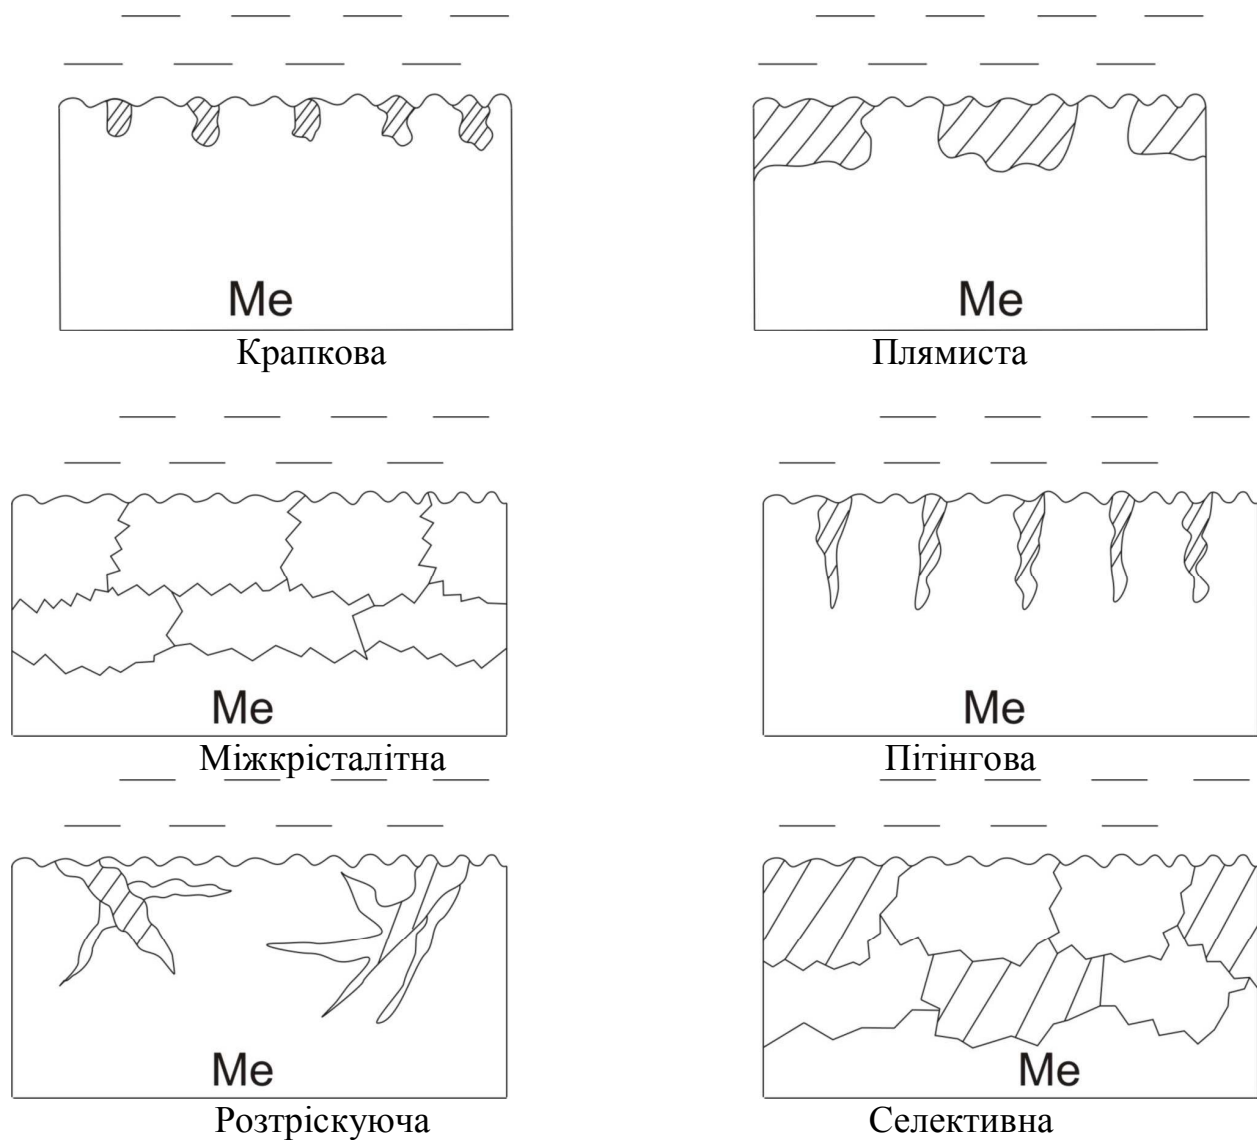 Me
Me
Крапкова
Плямиста
Me
Me
Міжкрісталітна
Пітінгова
Me
Me
Розтріскуюча
Селективна